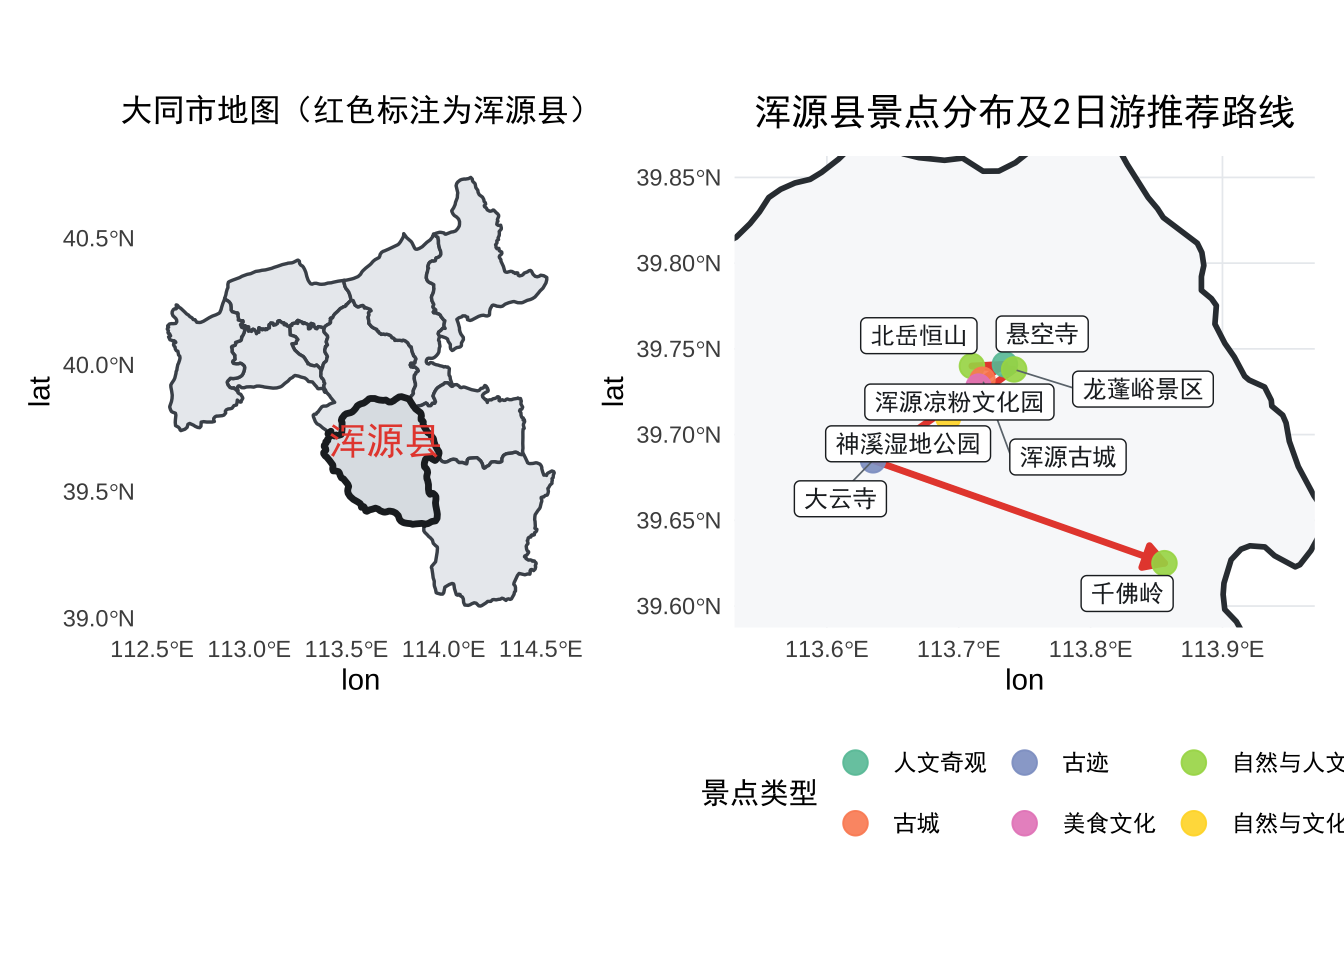 大同市地图（红色标注为浑源县）
40.5°N
40.0°N
39.5°N
39.0°N
lat
浑源县
112.5°E 113.0°E 113.5°E 114.0°E 114.5°E
lon
浑源县景点分布及2日游推荐路线
39.85°N
39.80°N
39.75°N
39.70°N
39.65°N
39.60°N
lat
北岳恒山
悬空寺
龙蓬峪景区
浑源凉粉文化园
神溪湿地公园
浑源古城
大云寺
千佛岭
113.6°E 113.7°E 113.8°E 113.9°E
lon
景点类型
人文奇观 古迹 自然与人文
古城 美食文化 自然与文化